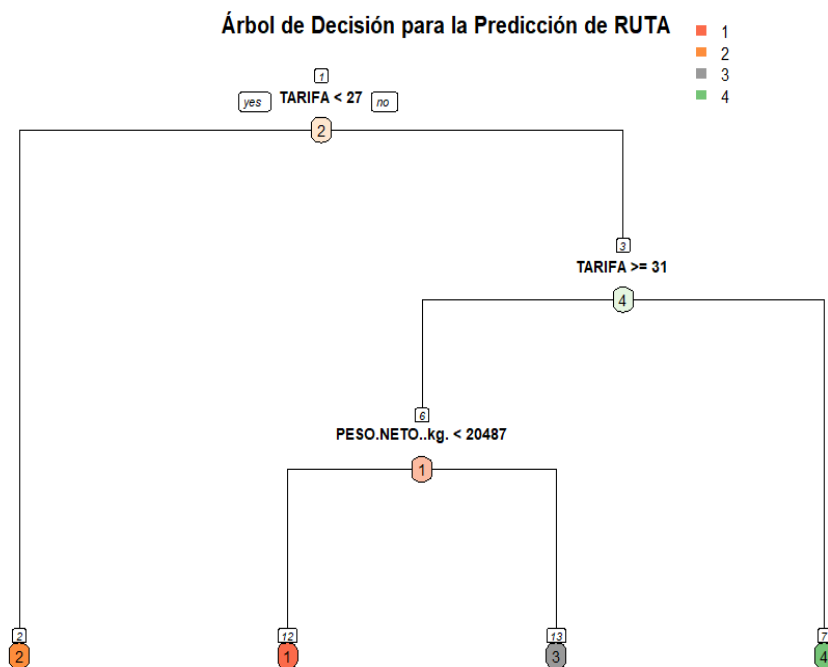 Árbol de Decisión para la Predicción de RUTA
1
2
3
4
1
yes TARIFA < 27 no
2
3
TARIFA >= 31
4
6
PESO.NETO..kg. < 20487
1
2 12 13 7
2 1 3 4